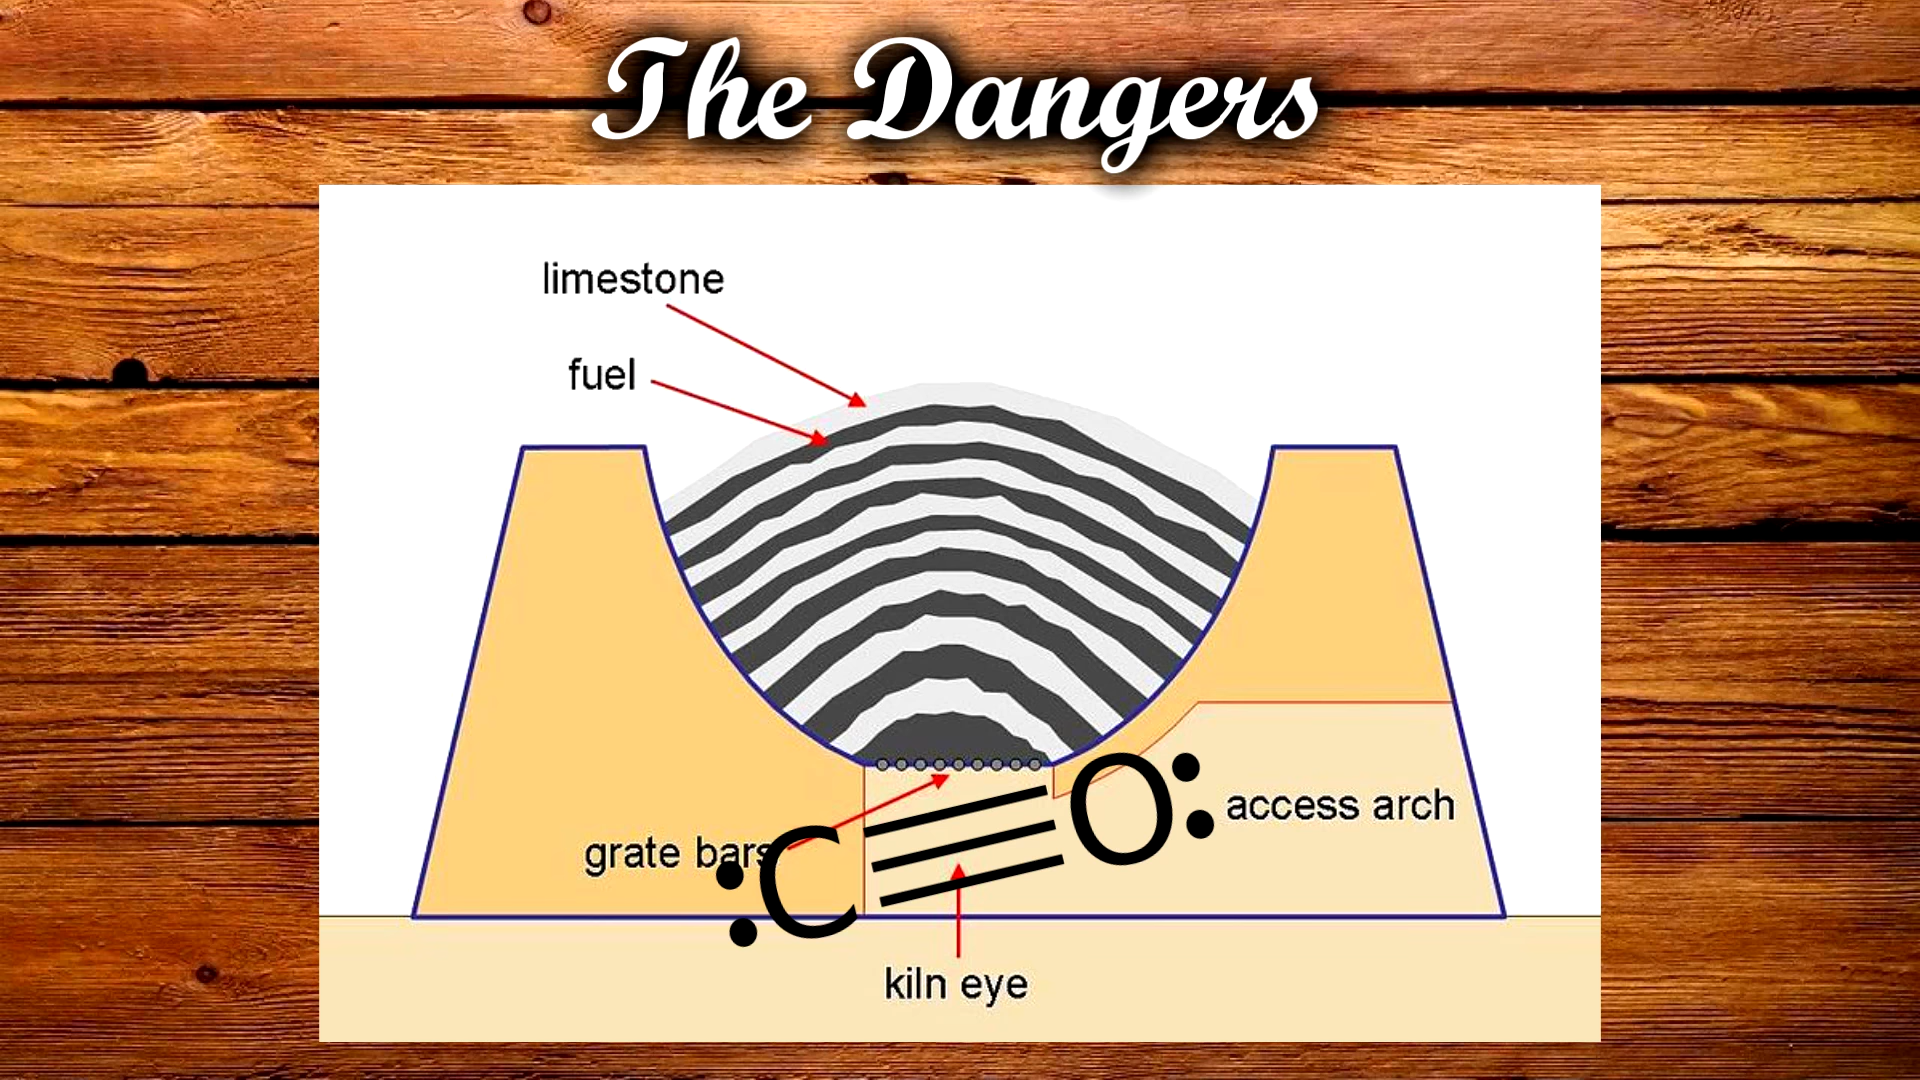 The Dangers
limestone
fuel
access arch
grate bars
:C≡O:
kiln eye